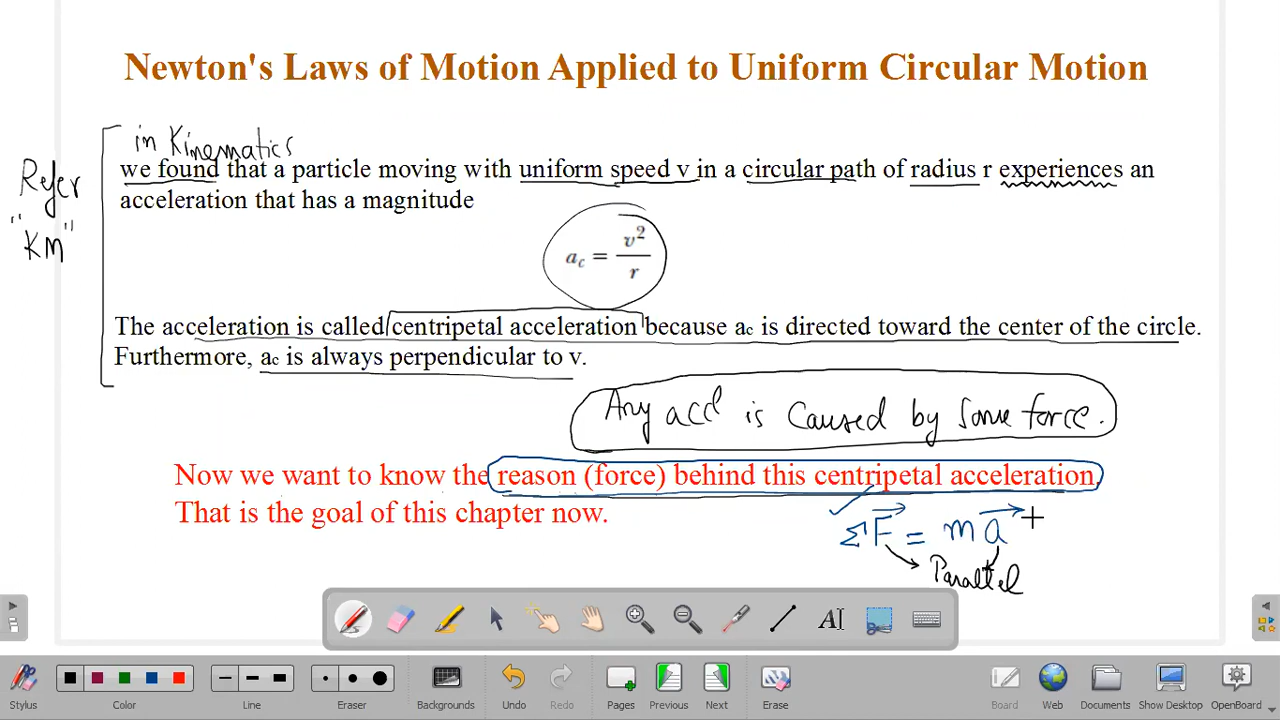 Newton's Laws of Motion Applied to Uniform Circular Motion
in Kinematics
we found that a particle moving with uniform speed v in a circular path of radius r experiences an
acceleration that has a magnitude
Refer
"KM"
a_c = v²/r
The acceleration is called centripetal acceleration because ac is directed toward the center of the circle.
Furthermore, ac is always perpendicular to v.
Any accl is caused by some force.
Now we want to know the reason (force) behind this centripetal acceleration.
That is the goal of this chapter now.
ΣF = ma
Parallel
Stylus
Color
Line
Eraser
Backgrounds
Undo
Redo
Pages
Previous
Next
Erase
Board
Web
Documents
Show Desktop
OpenBoard